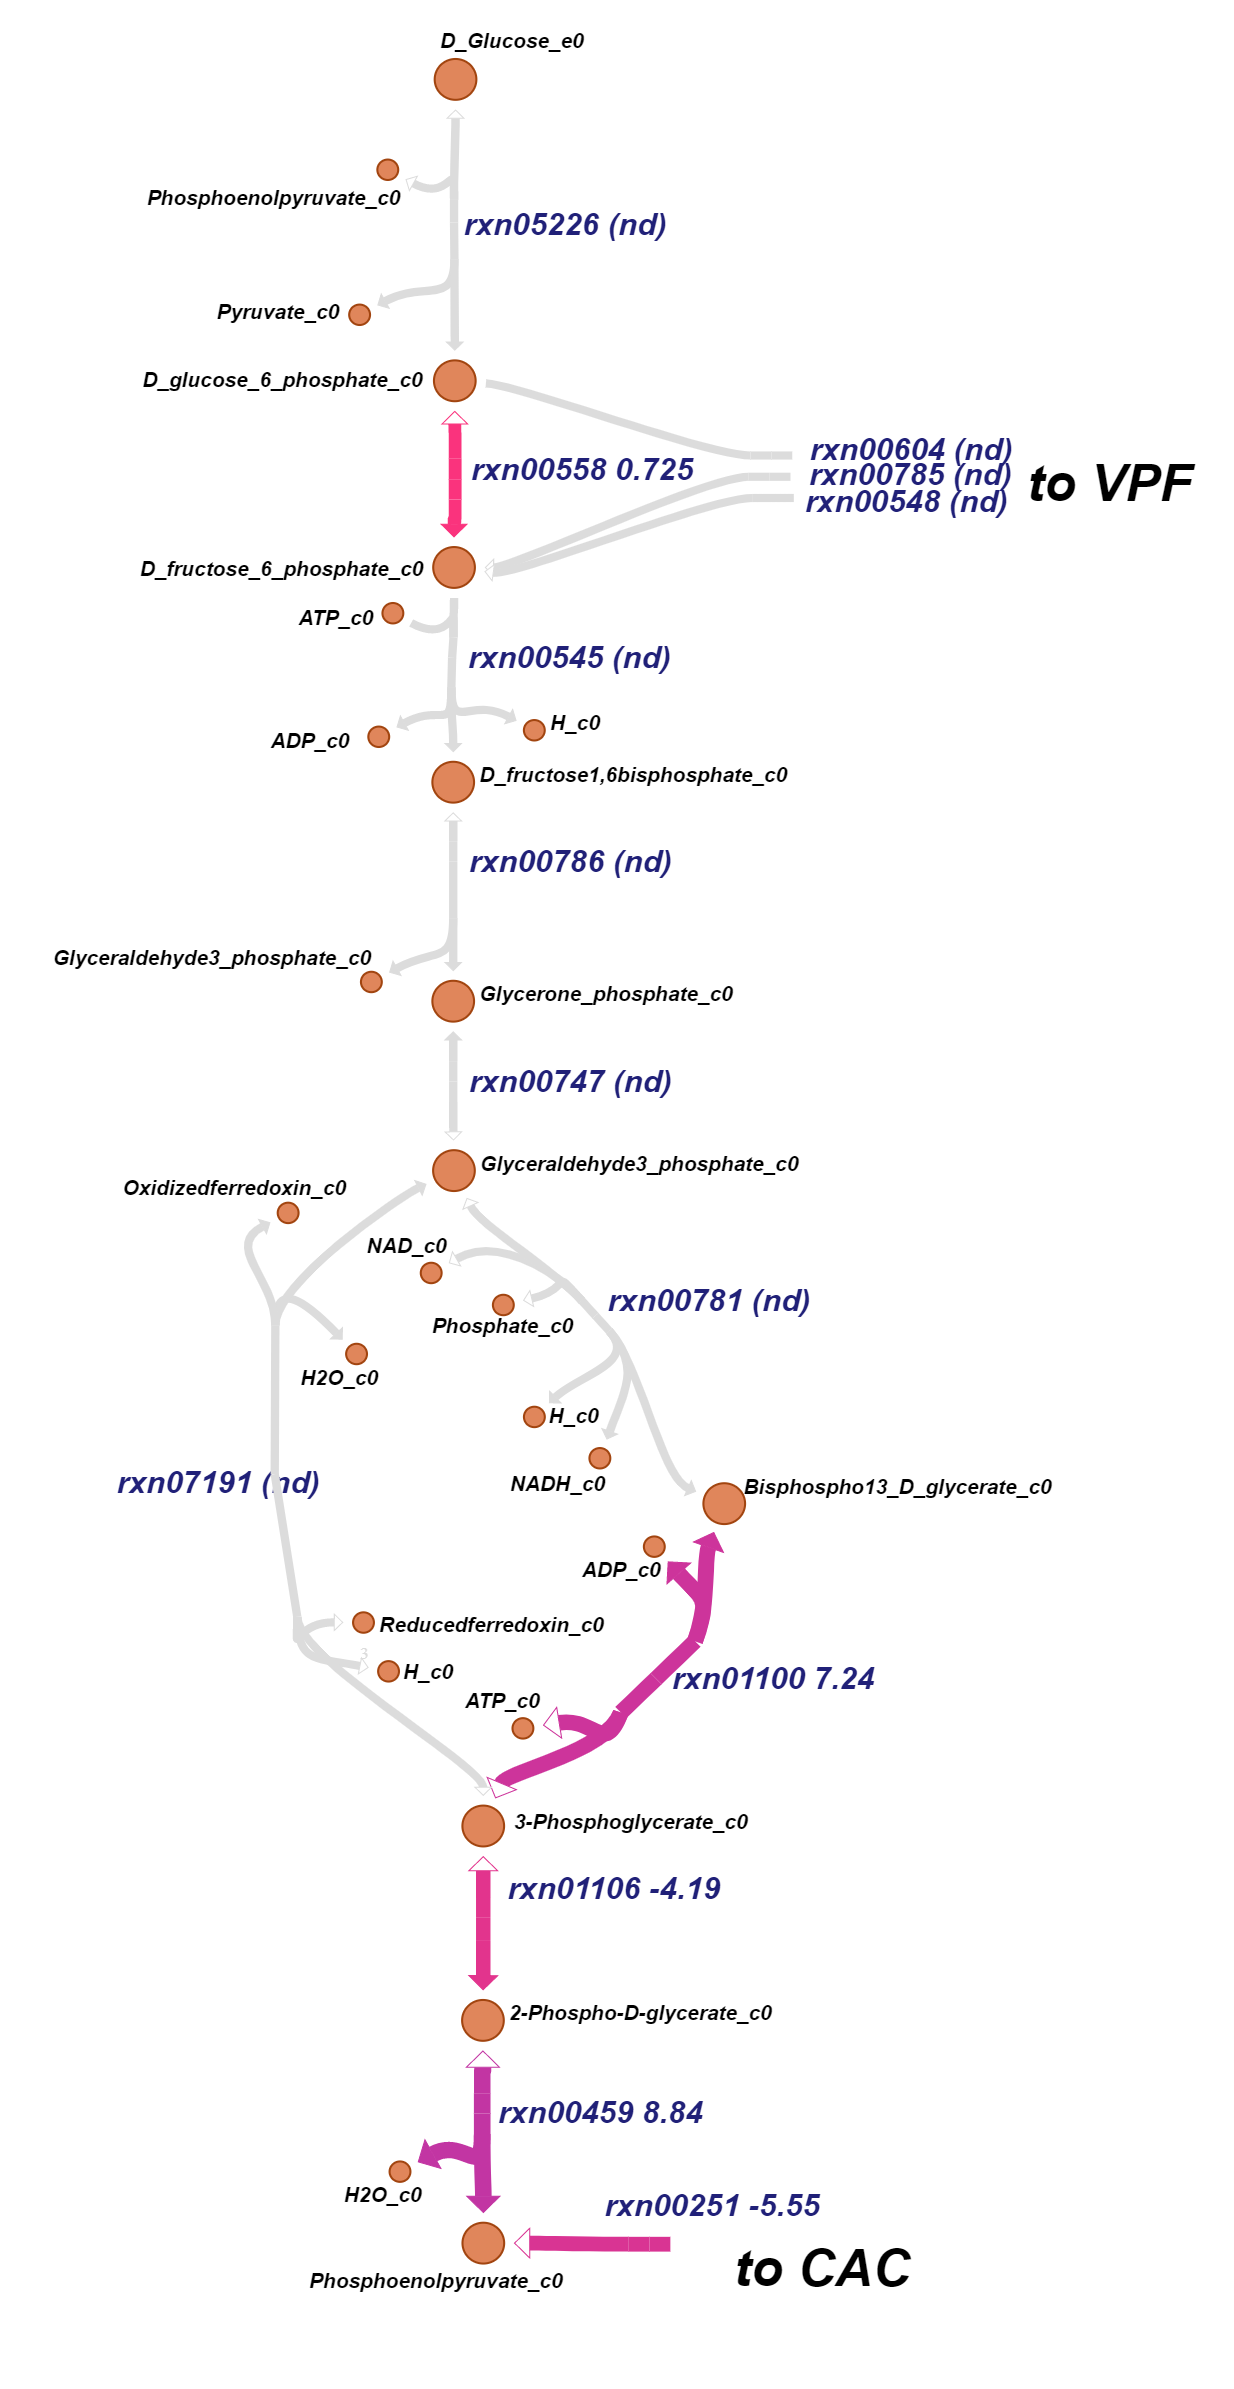 D_Glucose_e0
Phosphoenolpyruvate_c0
rxn05226 (nd)
Pyruvate_c0
D_glucose_6_phosphate_c0
rxn00604 (nd)
rxn00558 0.725
rxn00785 (nd)
to VPF
rxn00548 (nd)
D_fructose_6_phosphate_c0
ATP_c0
rxn00545 (nd)
H_c0
ADP_c0
D_fructose1,6bisphosphate_c0
rxn00786 (nd)
Glyceraldehyde3_phosphate_c0
Glycerone_phosphate_c0
rxn00747 (nd)
Glyceraldehyde3_phosphate_c0
Oxidizedferredoxin_c0
NAD_c0
rxn00781 (nd)
Phosphate_c0
H2O_c0
H_c0
rxn07191 (nd)
NADH_c0
Bisphospho13_D_glycerate_c0
ADP_c0
Reducedferredoxin_c0
3
H_c0
rxn01100 7.24
ATP_c0
3-Phosphoglycerate_c0
rxn01106 -4.19
2-Phospho-D-glycerate_c0
rxn00459 8.84
H2O_c0
rxn00251 -5.55
to CAC
Phosphoenolpyruvate_c0